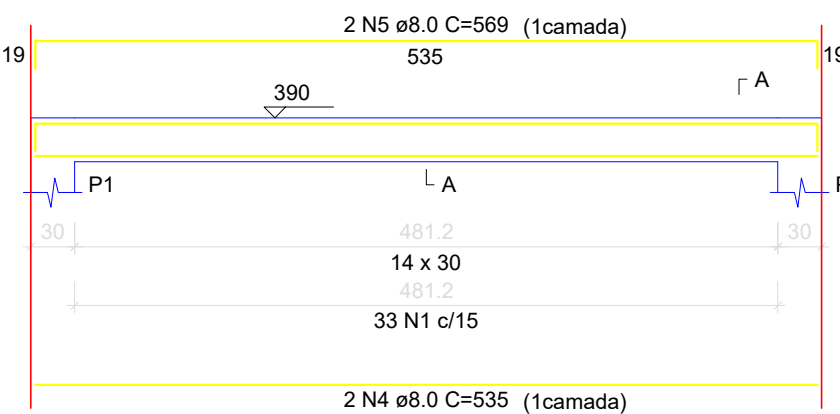 2 N5 ø8.0 C=569 (1camada)
19 535 19
A
390
P1 A
30 481.2 30
14 x 30
481.2
33 N1 c/15
2 N4 ø8.0 C=535 (1camada)